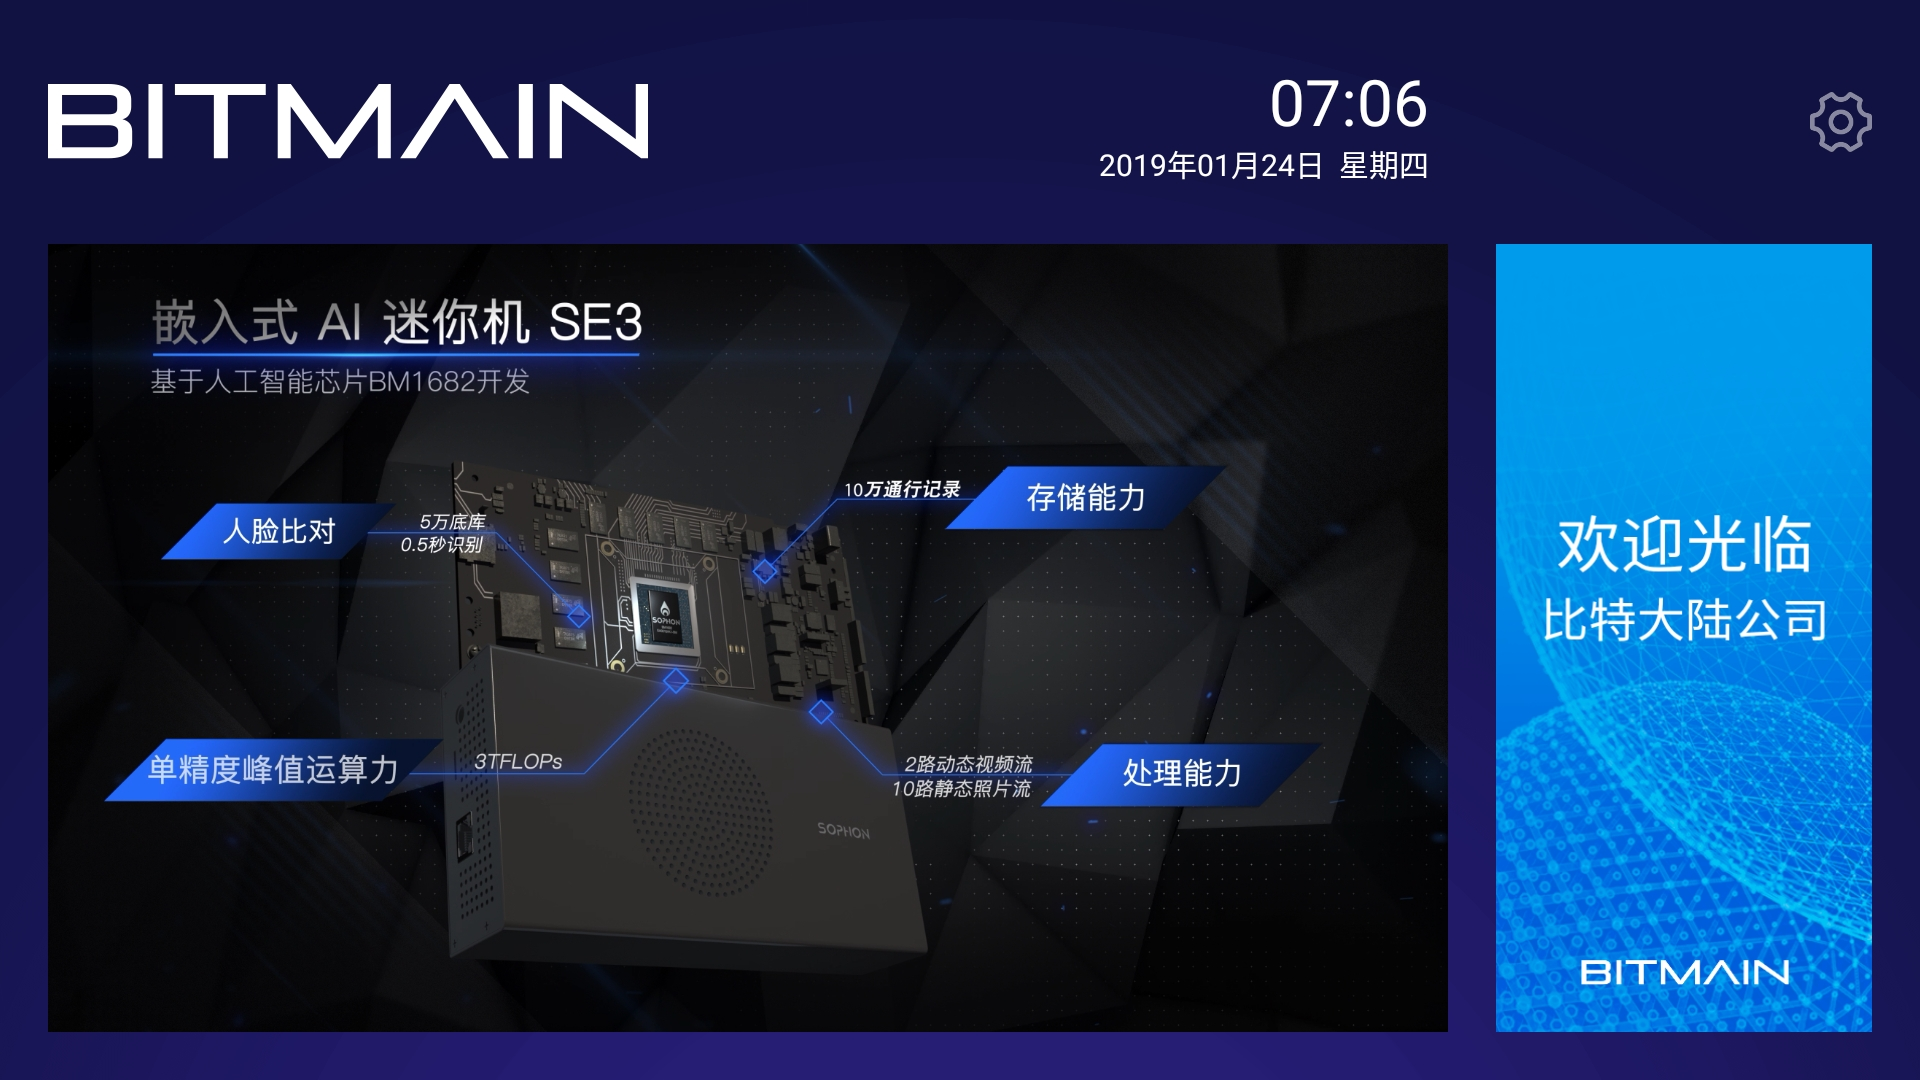 BITMAIN
07:06
2019年01月24日 星期四
嵌入式 AI 迷你机 SE3
基于人工智能芯片BM1682开发
人脸比对
5万底库
0.5秒识别
10万通行记录
存储能力
SOPHON
单精度峰值运算力
3TFLOPs
2路动态视频流
10路静态照片流
处理能力
SOPHON
欢迎光临
比特大陆公司
BITMAIN